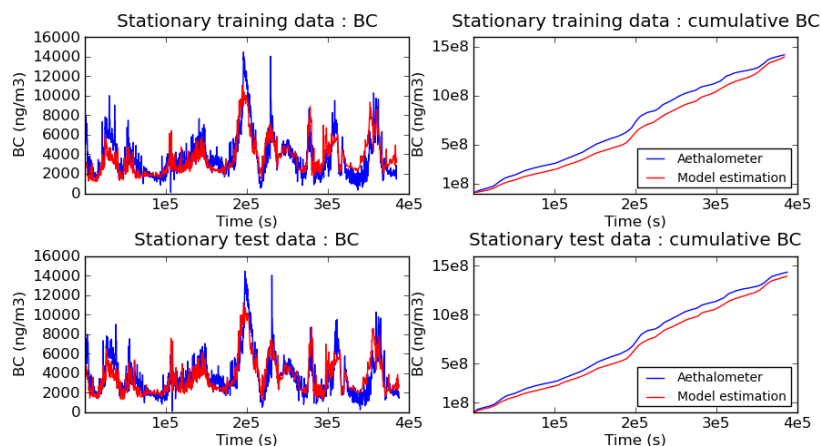 Stationary training data : BC
BC (ng/m3)
16000
14000
12000
10000
8000
6000
4000
2000
0
1e5
2e5
3e5
4e5
Time (s)
Stationary training data : cumulative BC
BC (ng/m3)
15e8
10e8
5e8
1e8
Aethalometer
Model estimation
1e5
2e5
3e5
4e5
Time (s)
Stationary test data : BC
BC (ng/m3)
16000
14000
12000
10000
8000
6000
4000
2000
0
1e5
2e5
3e5
4e5
Time (s)
Stationary test data : cumulative BC
BC (ng/m3)
15e8
10e8
5e8
1e8
Aethalometer
Model estimation
1e5
2e5
3e5
4e5
Time (s)